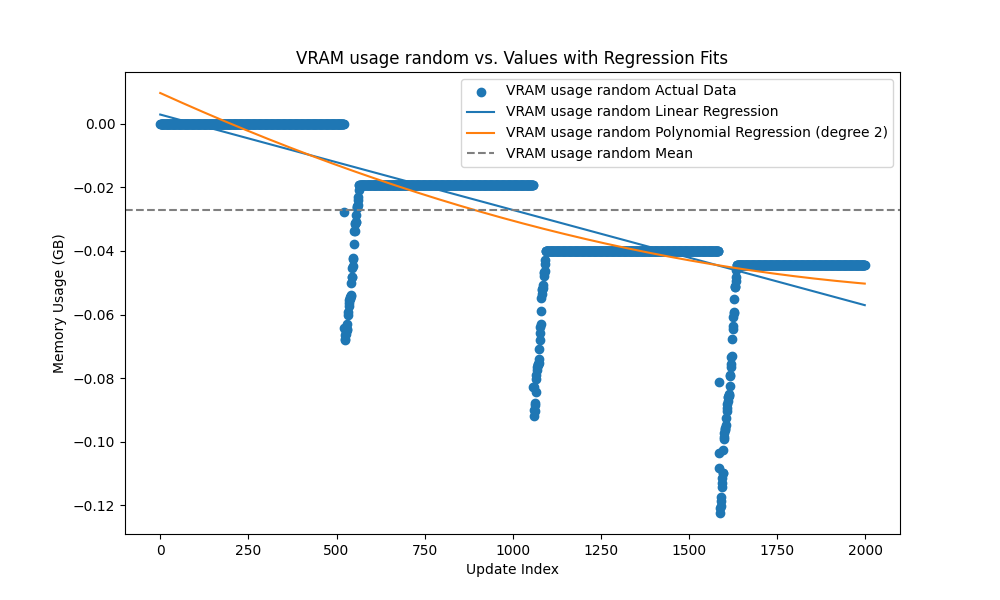 VRAM usage random vs. Values with Regression Fits
VRAM usage random Actual Data
VRAM usage random Linear Regression
VRAM usage random Polynomial Regression (degree 2)
VRAM usage random Mean
Memory Usage (GB)
0.00
−0.02
−0.04
−0.06
−0.08
−0.10
−0.12
0 250 500 750 1000 1250 1500 1750 2000
Update Index